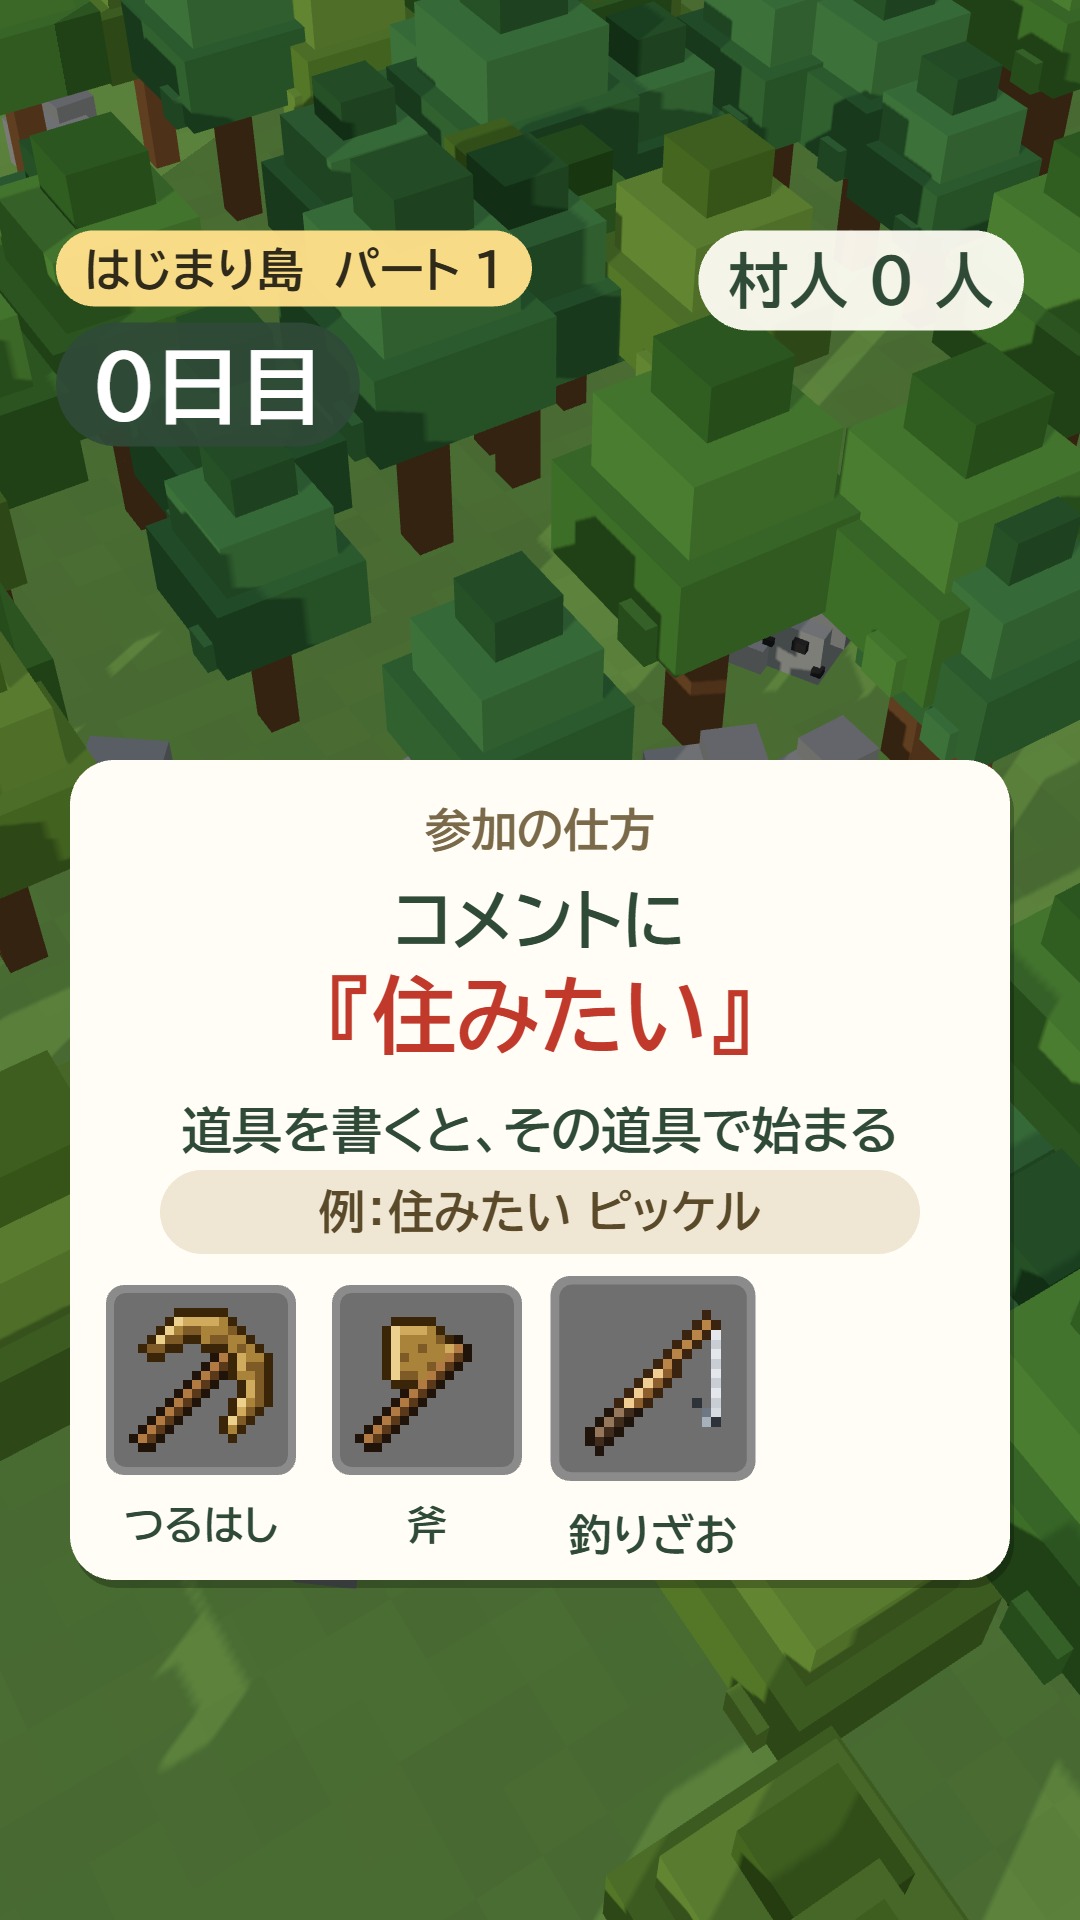 はじまり島 パート1
村人 0 人
0日目
参加の仕方
コメントに
『住みたい』
道具を書くと、その道具で始まる
例：住みたい ピッケル
つるはし
斧
釣りざお